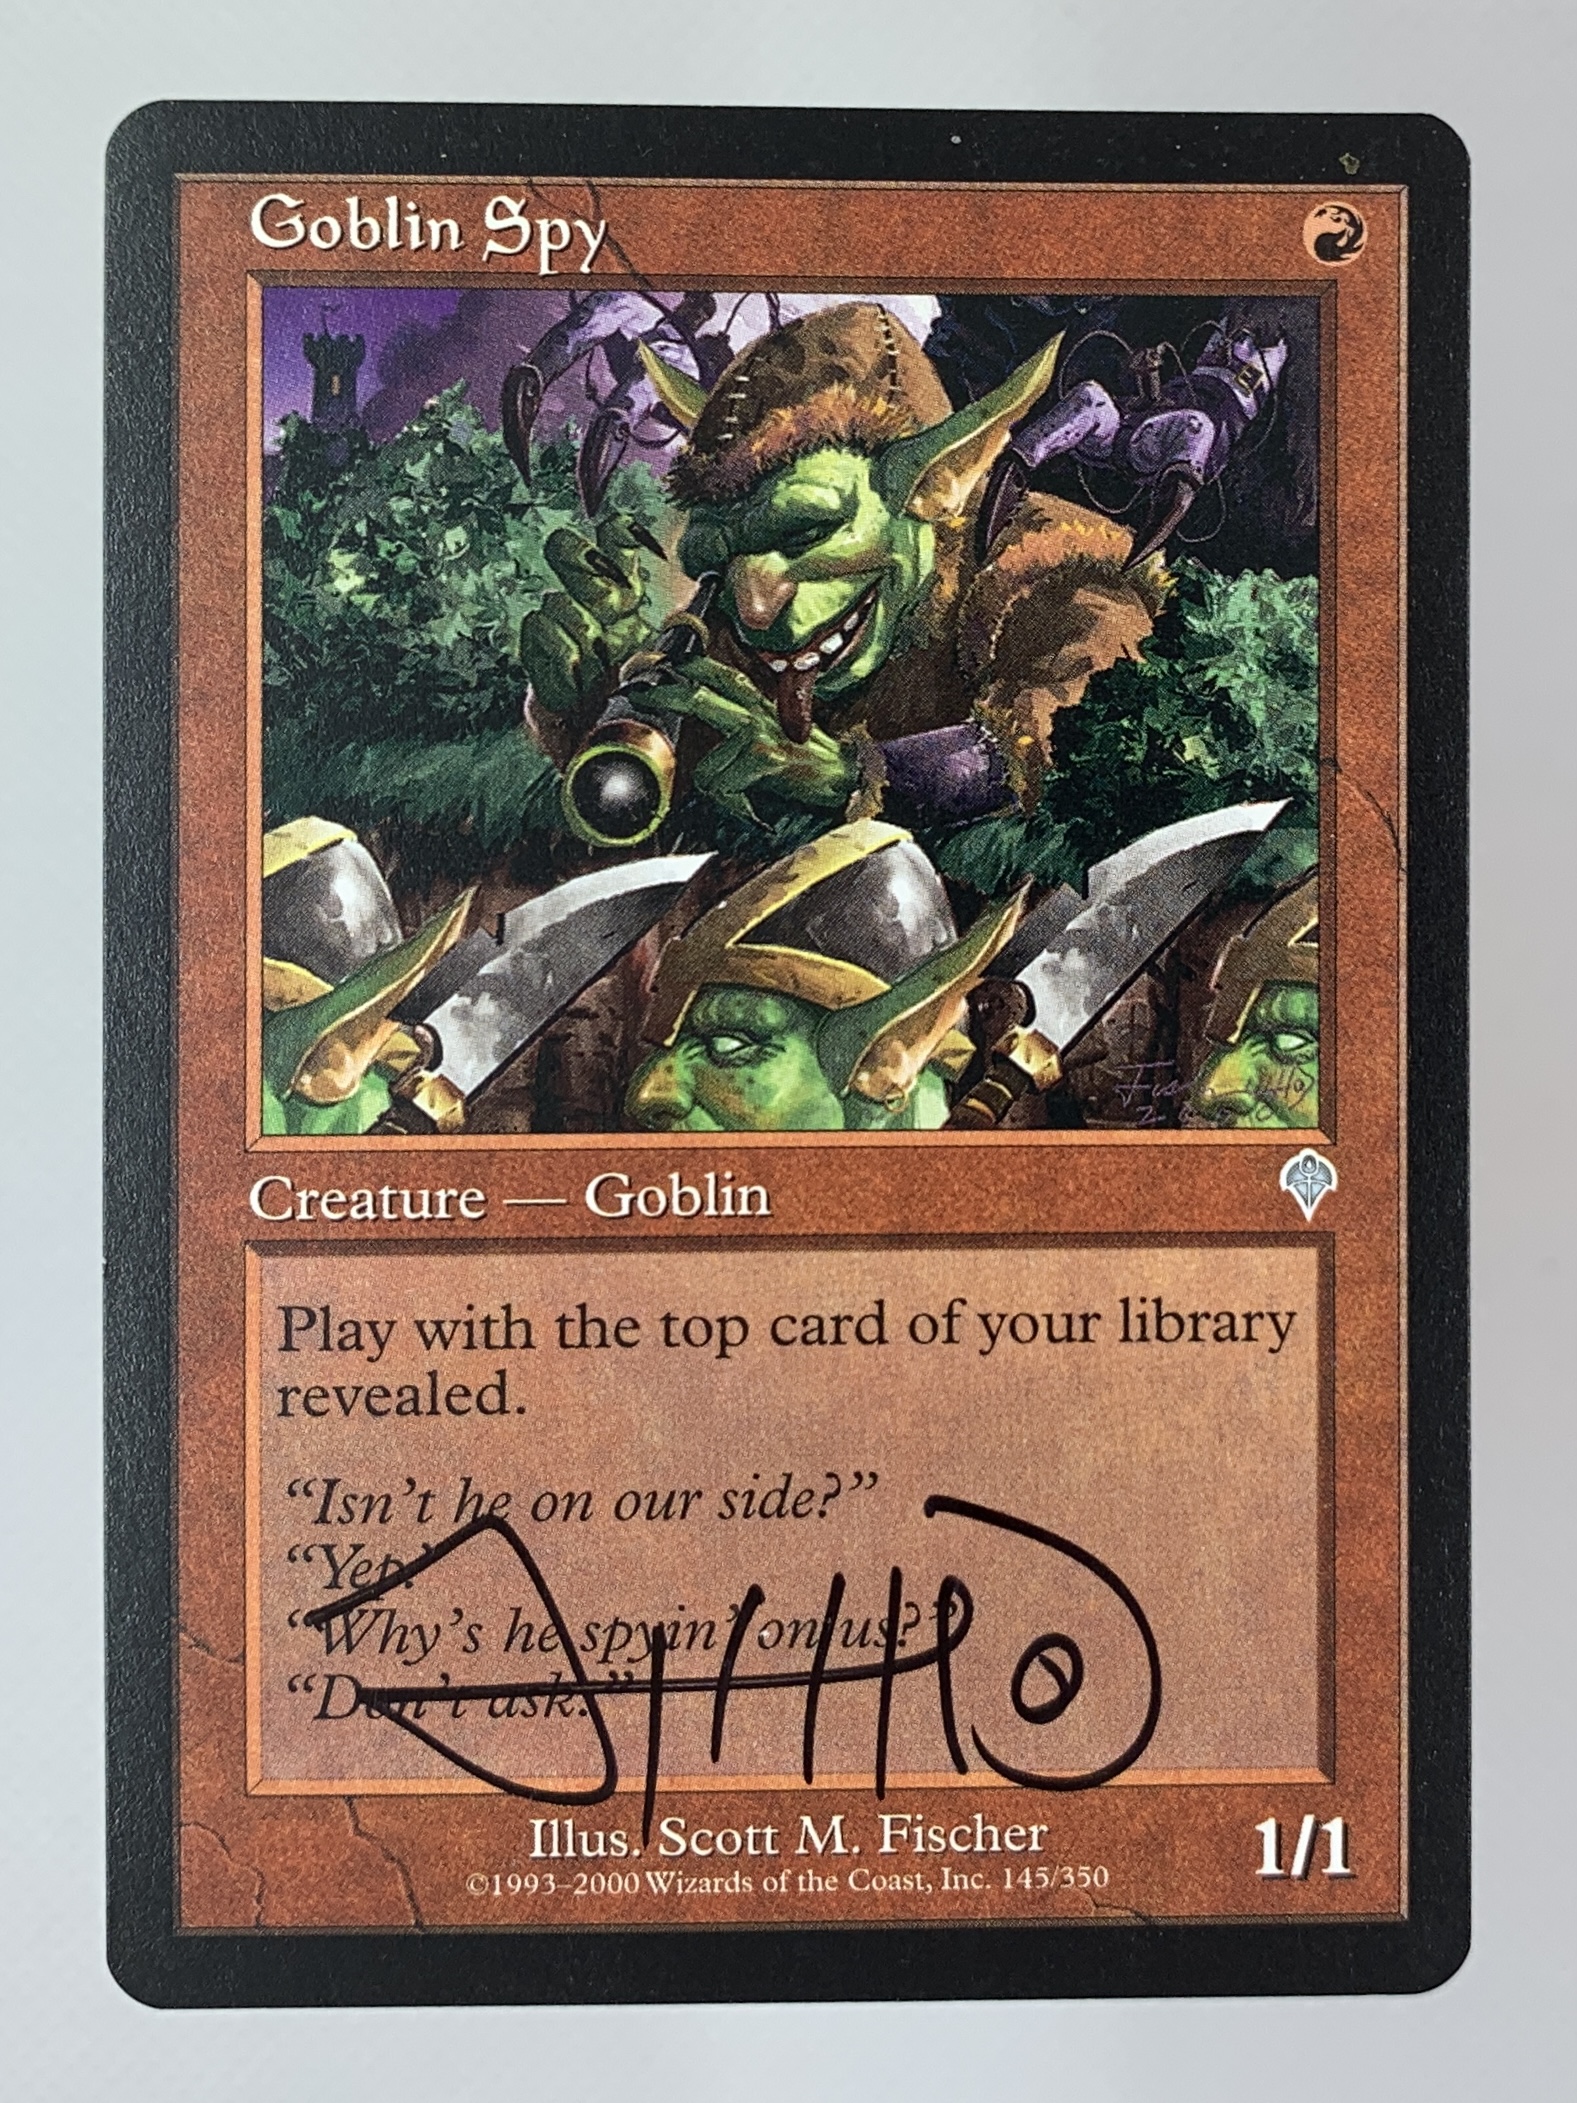 Goblin Spy
Creature — Goblin
Play with the top card of your library
revealed.
“Isn’t he on our side?”
“Yep.”
“Why’s he spyin’ on us?”
“Don’t ask.”
Illus. Scott M. Fischer
1/1
©1993–2000 Wizards of the Coast, Inc. 145/350